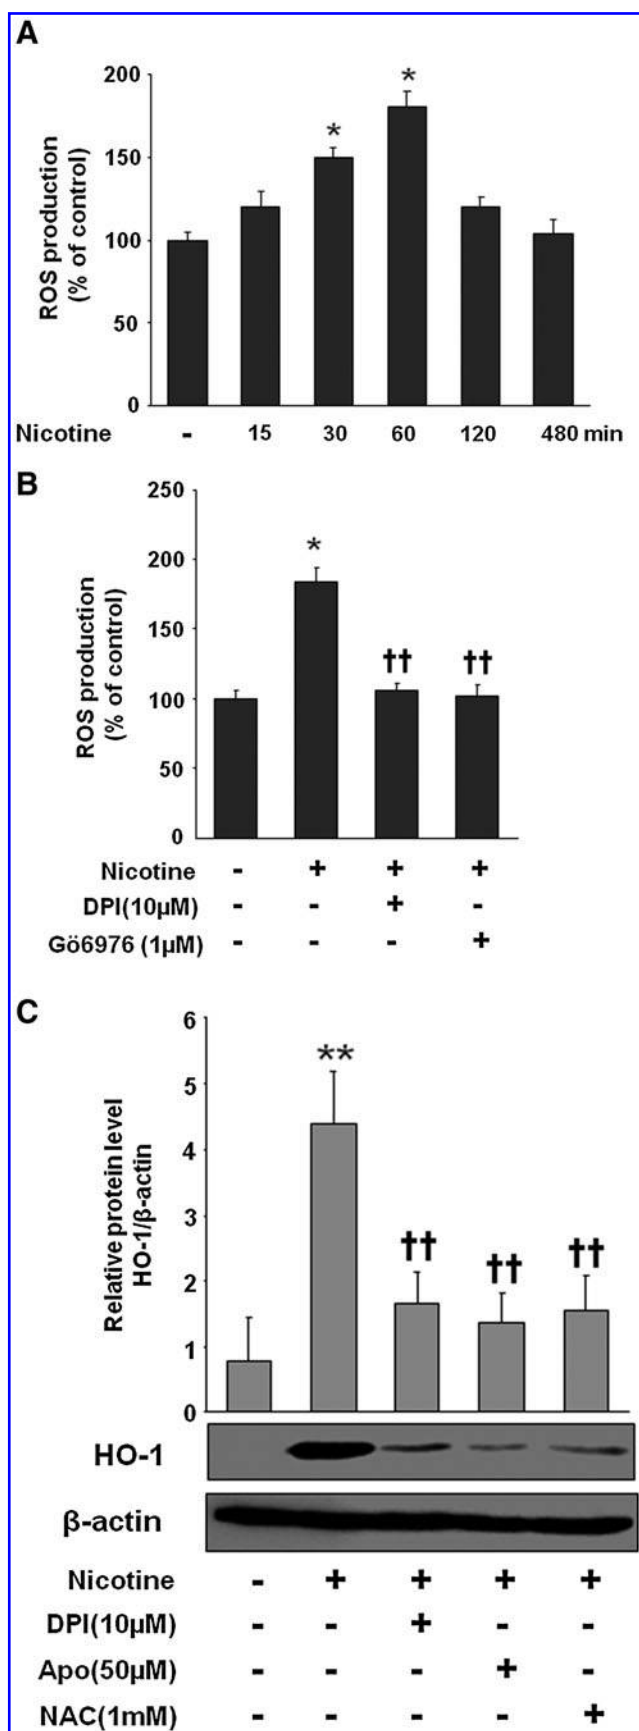 A
ROS production
(% of control)
200
150
100
50
0
*
*
Nicotine - 15 30 60 120 480 min
B
ROS production
(% of control)
250
200
150
100
50
0
*
††
††
Nicotine - + + +
DPI(10µM) - - + -
Gö6976 (1µM) - - - +
C
Relative protein level
HO-1/β-actin
6
5
4
3
2
1
0
**
††
††
††
HO-1
β-actin
Nicotine - + + + +
DPI(10µM) - - + - -
Apo(50µM) - - - + -
NAC(1mM) - - - - +